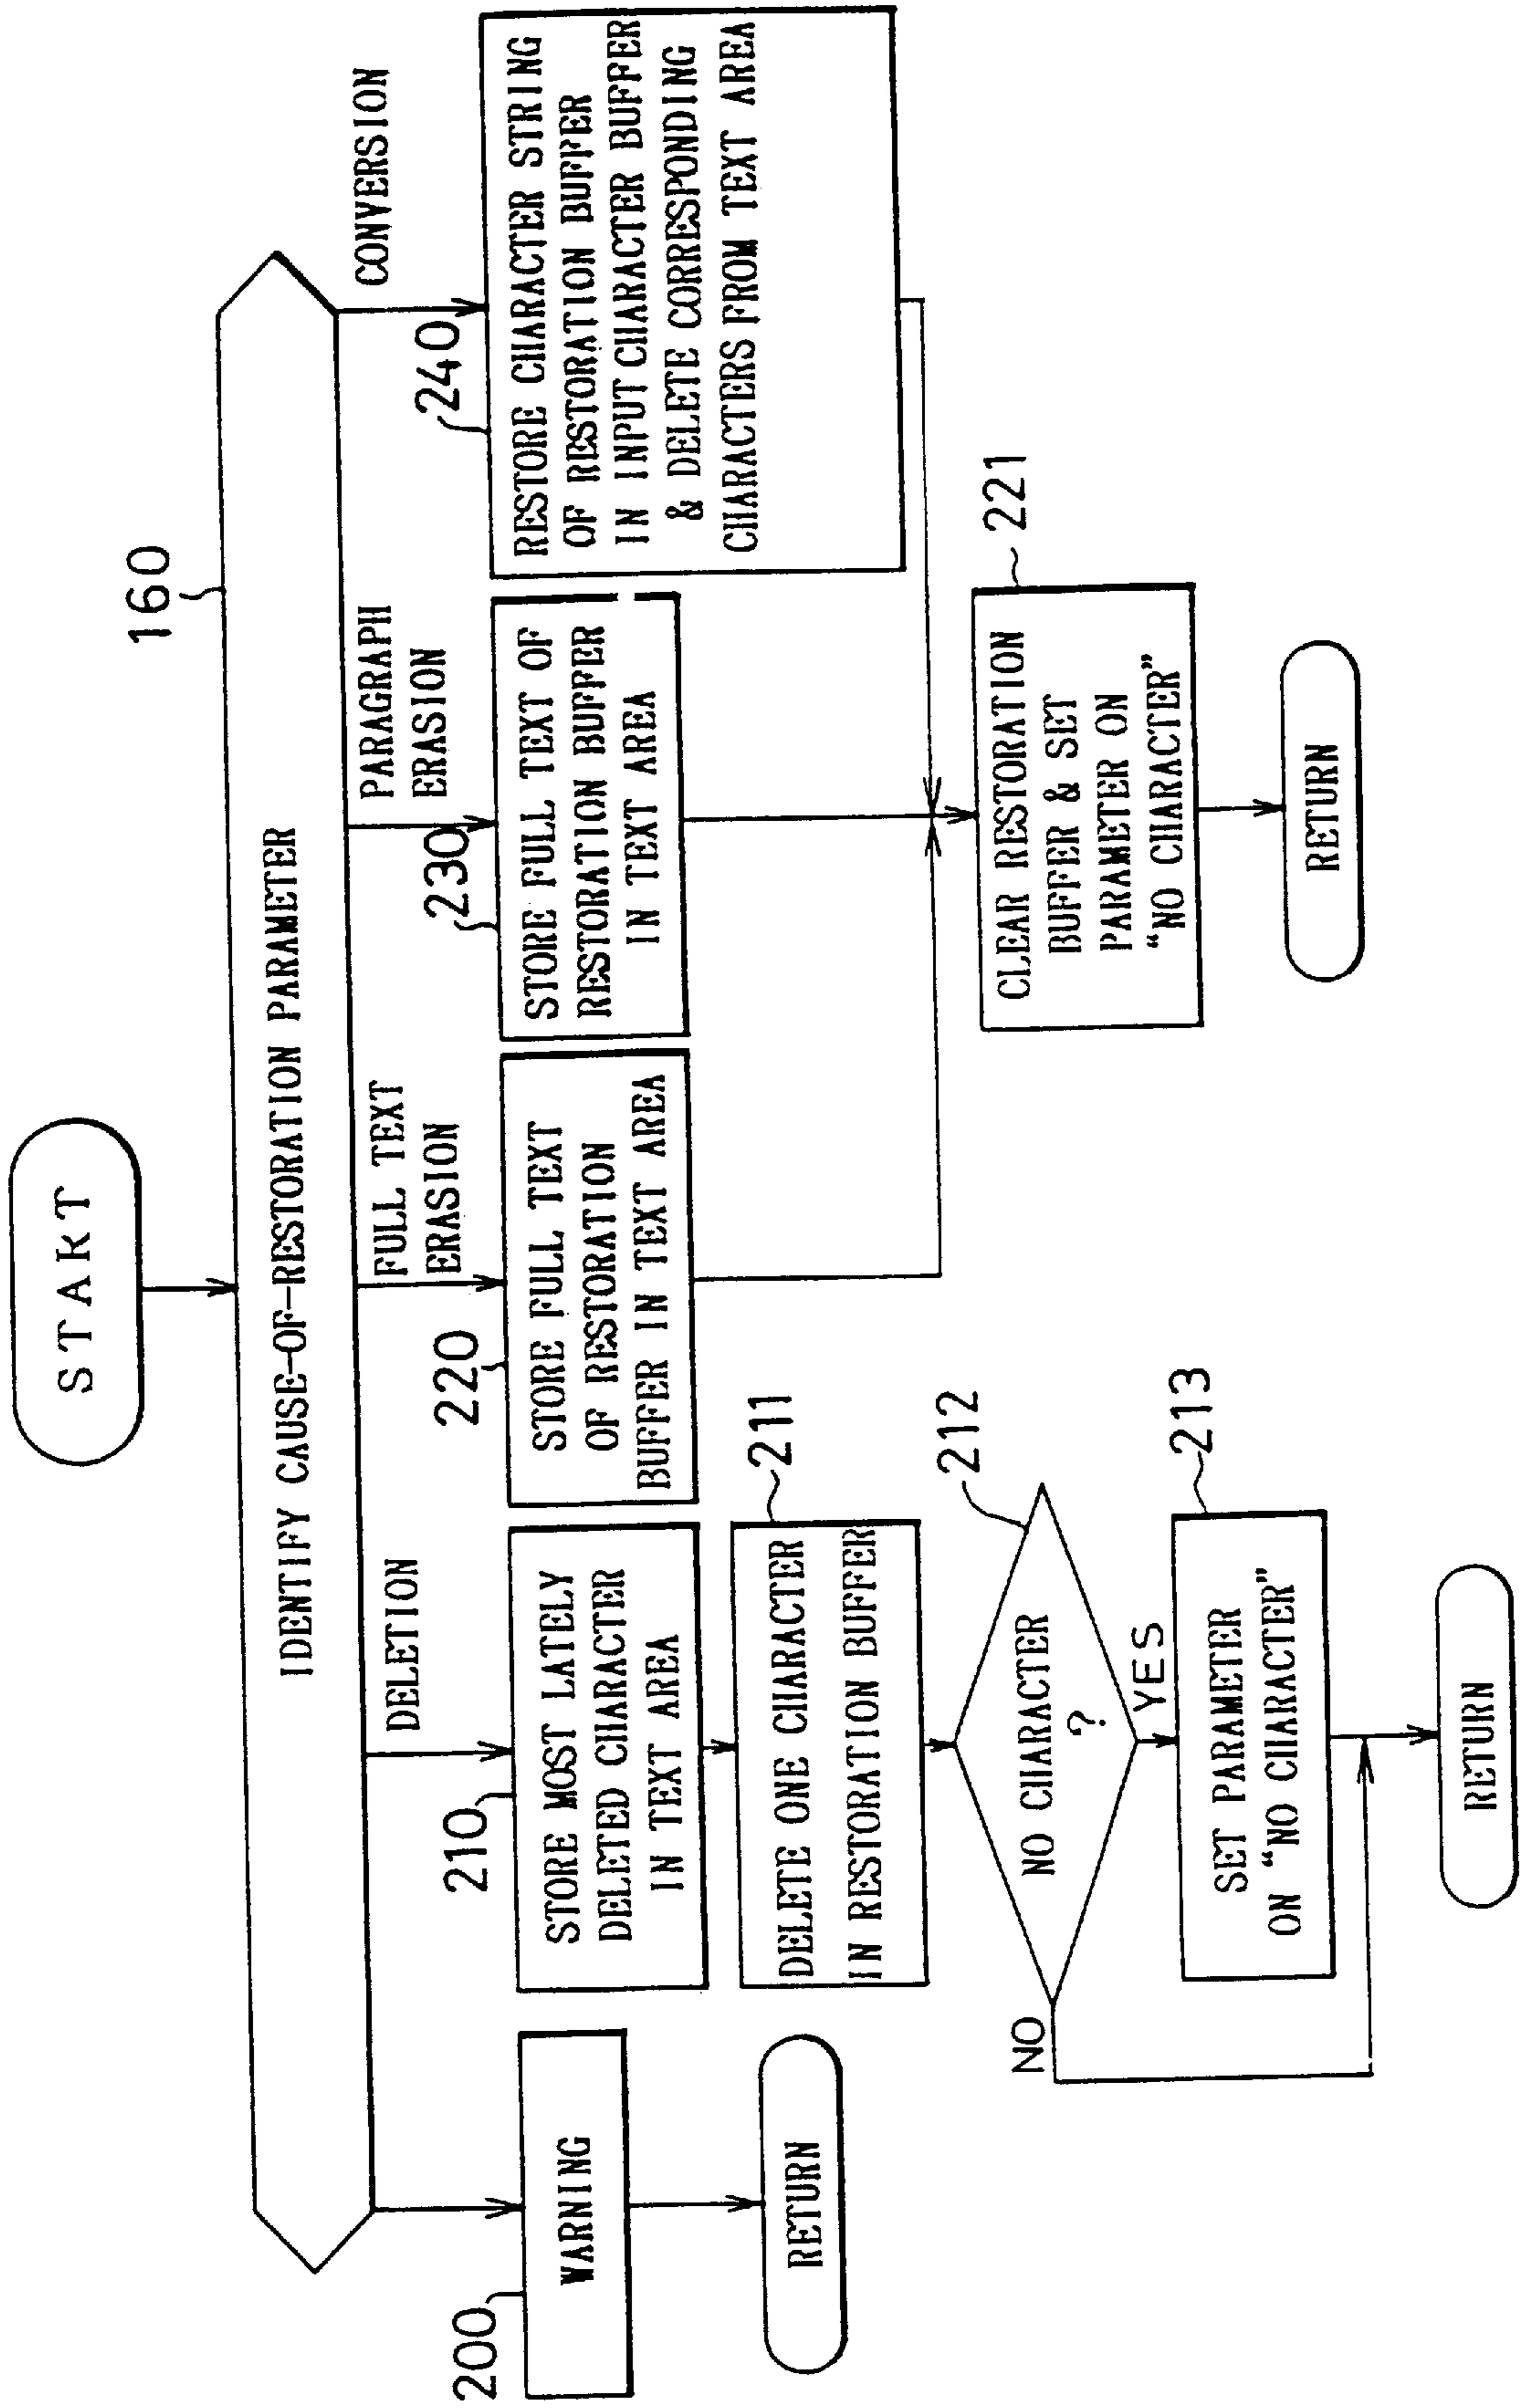 START
160
IDENTIFY CAUSE-OF-RESTORATION PARAMETER
DELETION
FULL TEXT
ERASION
PARAGRAPH
ERASION
CONVERSION
200
WARNING
RETURN
210
STORE MOST LATELY
DELETED CHARACTER
IN TEXT AREA
211
DELETE ONE CHARACTER
IN RESTORATION BUFFER
212
NO CHARACTER
?
NO
YES
213
SET PARAMETER
ON "NO CHARACTER"
RETURN
220
STORE FULL TEXT
OF RESTORATION
BUFFER IN TEXT AREA
230
STORE FULL TEXT OF
RESTORATION BUFFER
IN TEXT AREA
240
RESTORE CHARACTER STRING
OF RESTORATION BUFFER
IN INPUT CHARACTER BUFFER
& DELETE CORRESPONDING
CHARACTERS FROM TEXT AREA
221
CLEAR RESTORATION
BUFFER & SET
PARAMETER ON
"NO CHARACTER"
RETURN